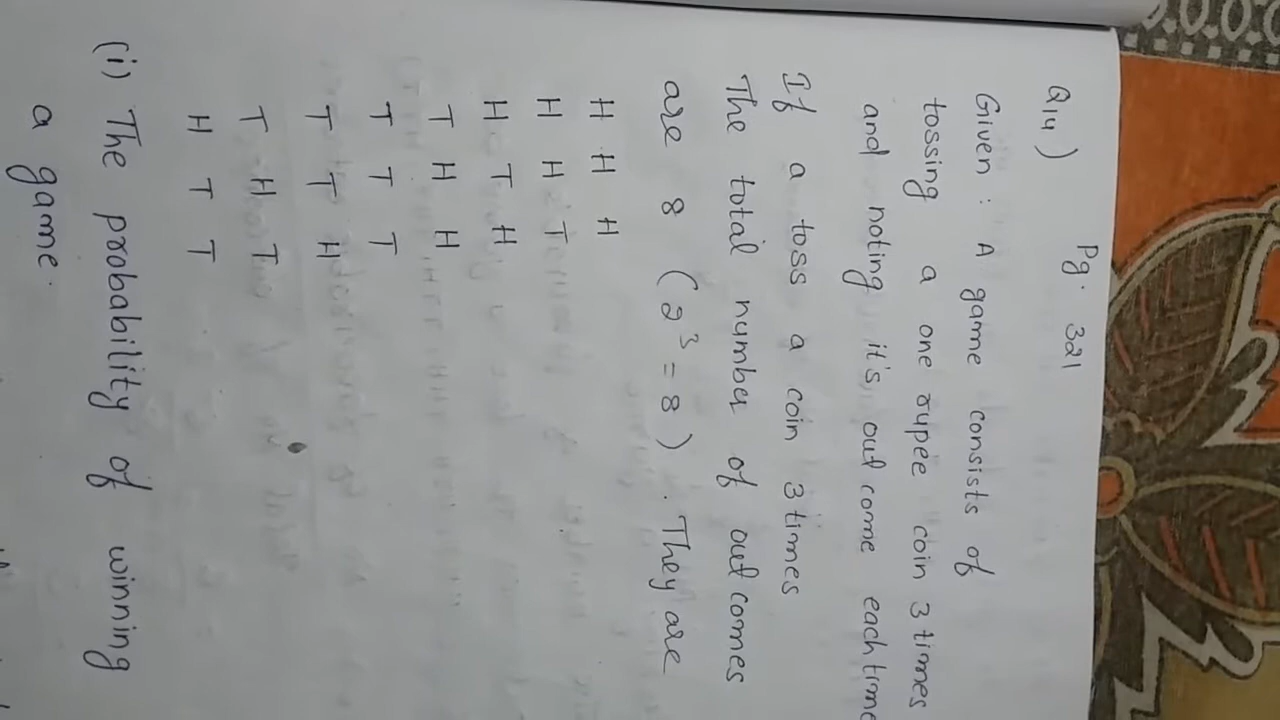 Pg. 321
Q14)
Given : A game consists of
tossing a one rupee coin 3 times
and noting it's out come each time
If a toss a coin 3 times
The total number of out comes
are 8 (2³ = 8). They are
H H H
H H T
H T H
T H H
T T T
T T H
T H T
H T T
(i) The probability of winning
a game.